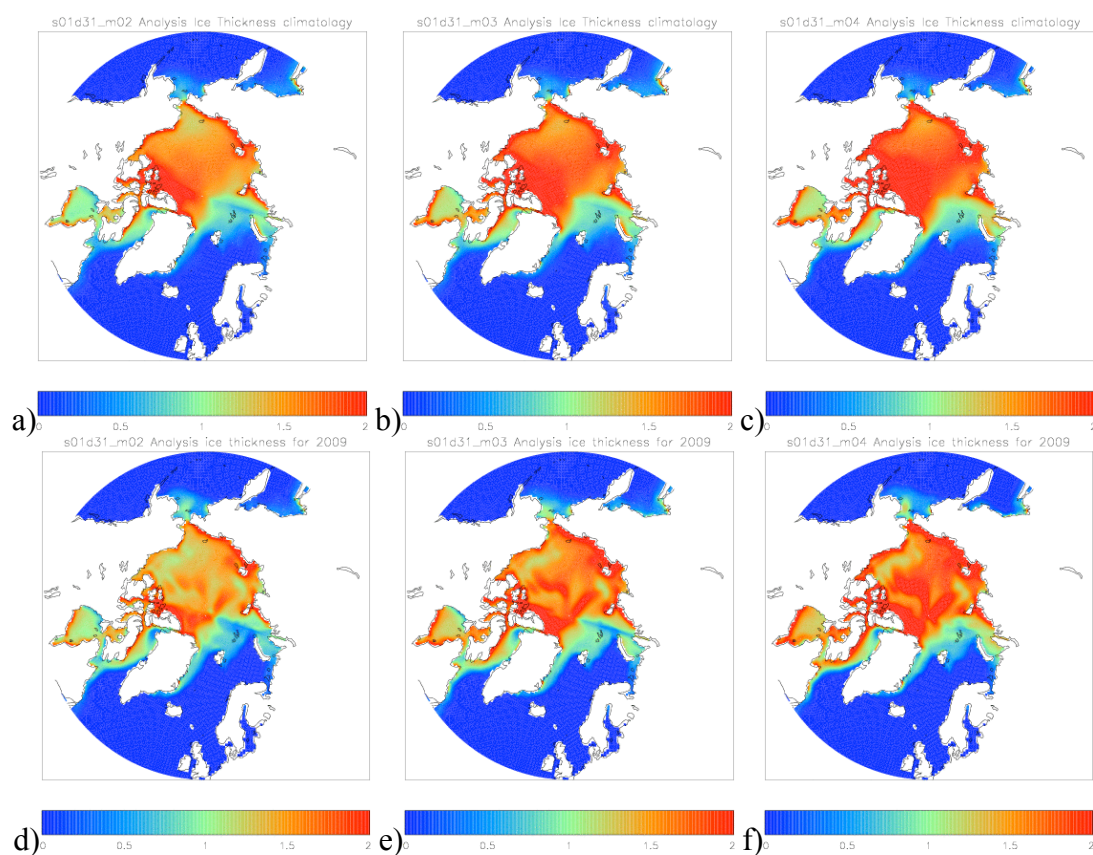 s01d31_m02 Analysis Ice Thickness climatology
s01d31_m03 Analysis Ice Thickness climatology
s01d31_m04 Analysis Ice Thickness climatology
a)
0 0.5 1 1.5 2
b)
0 0.5 1 1.5 2
c)
0 0.5 1 1.5 2
s01d31_m02 Analysis ice thickness for 2009
s01d31_m03 Analysis ice thickness for 2009
s01d31_m04 Analysis ice thickness for 2009
d)
0 0.5 1 1.5 2
e)
0 0.5 1 1.5 2
f)
0 0.5 1 1.5 2